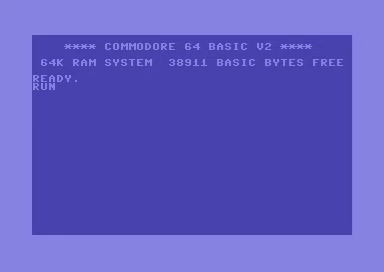 **** COMMODORE 64 BASIC V2 ****
64K RAM SYSTEM  38911 BASIC BYTES FREE
READY.
RUN